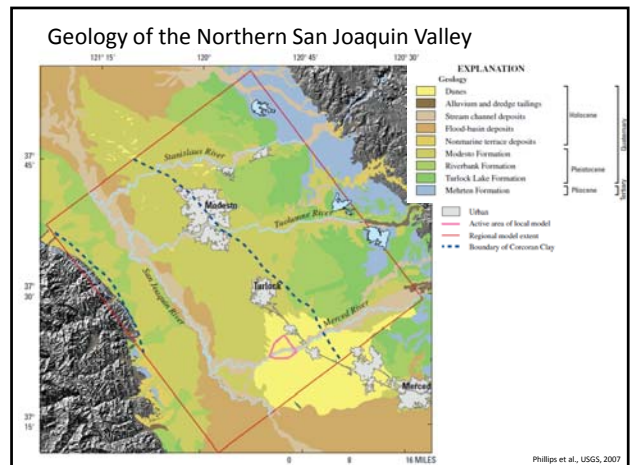 Geology of the Northern San Joaquin Valley
121° 15'
120°
120° 45'
120° 30'
37°
45'
37°
30'
37°
15'
Stanislaus River
Modesto
Tuolumne River
San Joaquin River
Turlock
Merced River
Merced
EXPLANATION
Geology
Dunes
Alluvium and dredge tailings
Stream channel deposits
Flood-basin deposits
Nonmarine terrace deposits
Modesto Formation
Riverbank Formation
Turlock Lake Formation
Mehrten Formation
Holocene
Pleistocene
Pliocene
Quaternary
Tertiary
Urban
Active area of local model
Regional model extent
Boundary of Corcoran Clay
0 8 16 MILES
Phillips et al., USGS, 2007